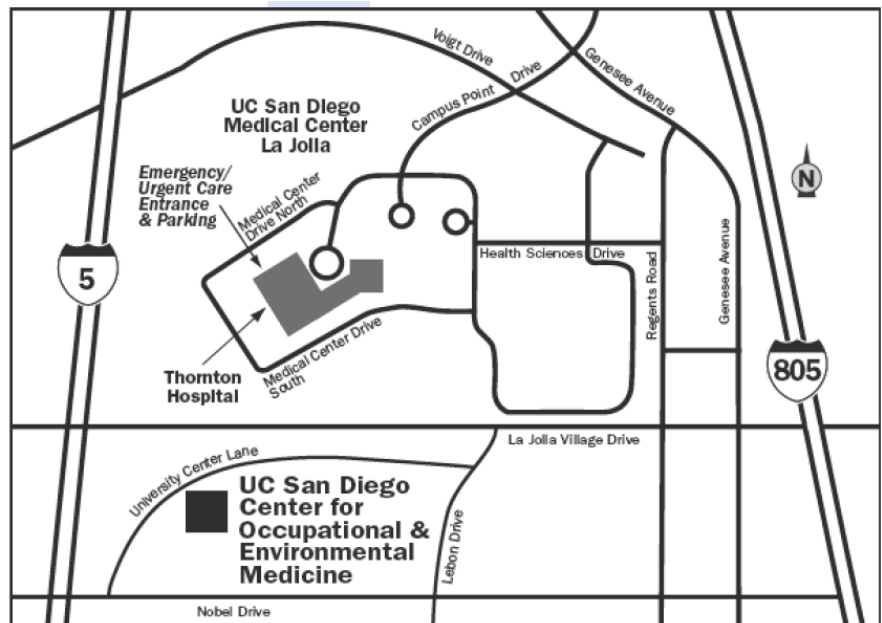 Voigt Drive
Genesee Avenue
Campus Point Drive
UC San Diego
Medical Center
La Jolla
Emergency/
Urgent Care
Entrance
& Parking
Medical Center
Drive North
N
5
Health Sciences Drive
Regents Road
Genesee Avenue
Thornton
Hospital
Medical Center Drive
South
805
La Jolla Village Drive
University Center Lane
UC San Diego
Center for
Occupational &
Environmental
Medicine
Lebon Drive
Nobel Drive